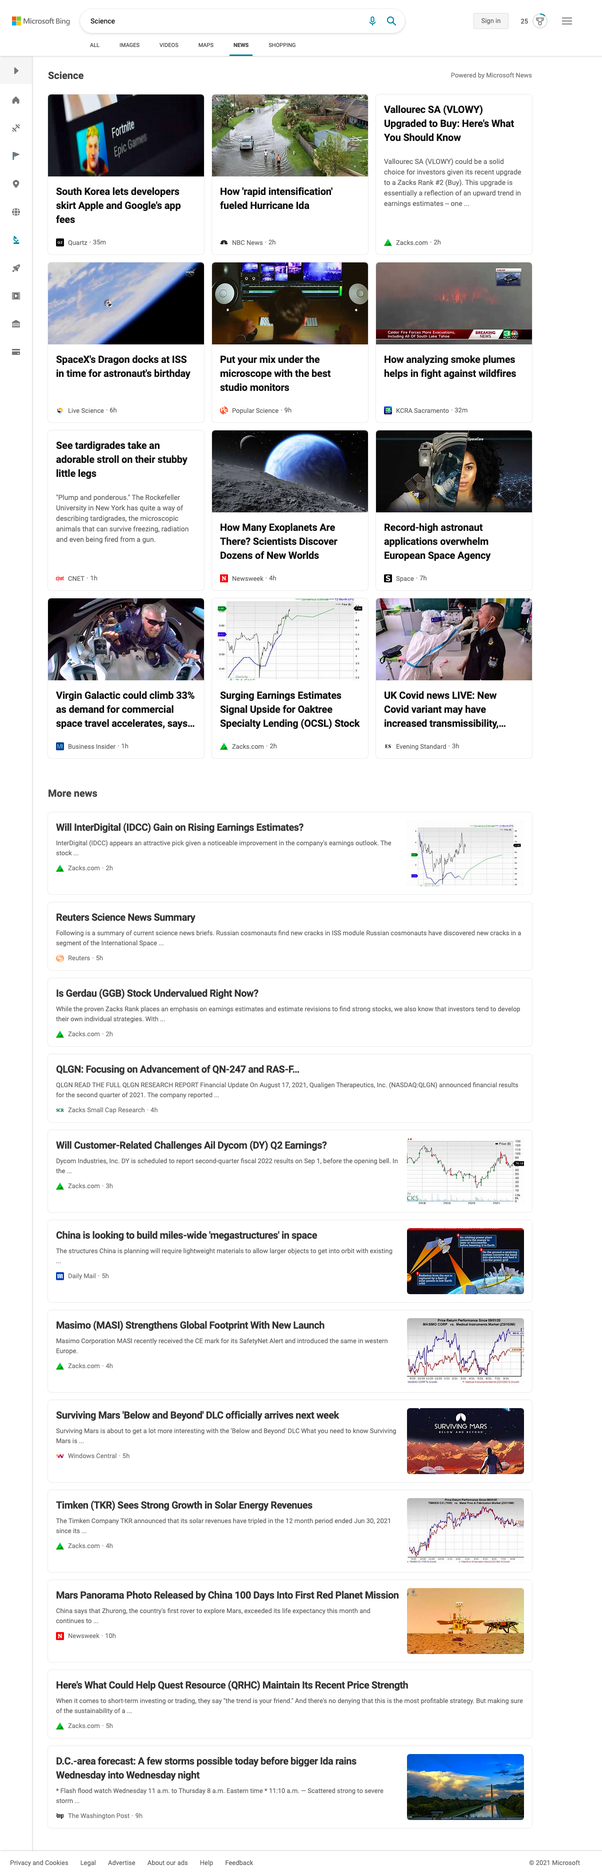 Microsoft Bing
Science
Sign in
25
ALL IMAGES VIDEOS MAPS NEWS SHOPPING
Science
Powered by Microsoft News
Fortnite
Epic Games
South Korea lets developers
skirt Apple and Google's app
fees
Quartz · 35m
How 'rapid intensification'
fueled Hurricane Ida
NBC News · 2h
Vallourec SA (VLOWY)
Upgraded to Buy: Here's What
You Should Know
Vallourec SA (VLOWY) could be a solid
choice for investors given its recent upgrade
to a Zacks Rank #2 (Buy). This upgrade is
essentially a reflection of an upward trend in
earnings estimates -- one ...
Zacks.com · 2h
SpaceX's Dragon docks at ISS
in time for astronaut's birthday
Live Science · 6h
Put your mix under the
microscope with the best
studio monitors
Popular Science · 9h
BREAKING
NEWS
How analyzing smoke plumes
helps in fight against wildfires
KCRA Sacramento · 32m
See tardigrades take an
adorable stroll on their stubby
little legs
"Plump and ponderous." The Rockefeller
University in New York has quite a way of
describing tardigrades, the microscopic
animals that can survive freezing, radiation
and even being fired from a gun.
CNET · 1h
How Many Exoplanets Are
There? Scientists Discover
Dozens of New Worlds
Newsweek · 4h
Record-high astronaut
applications overwhelm
European Space Agency
Space · 7h
Virgin Galactic could climb 33%
as demand for commercial
space travel accelerates, says...
Business Insider · 1h
Surging Earnings Estimates
Signal Upside for Oaktree
Specialty Lending (OCSL) Stock
Zacks.com · 2h
UK Covid news LIVE: New
Covid variant may have
increased transmissibility,...
Evening Standard · 3h
More news
Will InterDigital (IDCC) Gain on Rising Earnings Estimates?
InterDigital (IDCC) appears an attractive pick given a noticeable improvement in the company's earnings outlook. The
stock ...
Zacks.com · 2h
Reuters Science News Summary
Following is a summary of current science news briefs. Russian cosmonauts find new cracks in ISS module Russian cosmonauts have discovered new cracks in a
segment of the International Space ...
Reuters · 5h
Is Gerdau (GGB) Stock Undervalued Right Now?
While the proven Zacks Rank places an emphasis on earnings estimates and estimate revisions to find strong stocks, we also know that investors tend to develop
their own individual strategies. With ...
Zacks.com · 2h
QLGN: Focusing on Advancement of QN-247 and RAS-F...
QLGN READ THE FULL QLGN RESEARCH REPORT Financial Update On August 17, 2021, Qualigen Therapeutics, Inc. (NASDAQ:QLGN) announced financial results
for the second quarter of 2021. The company reported ...
Zacks Small Cap Research · 4h
Will Customer-Related Challenges Ail Dycom (DY) Q2 Earnings?
Dycom Industries, Inc. DY is scheduled to report second-quarter fiscal 2022 results on Sep 1, before the opening bell. In
the ...
Zacks.com · 3h
China is looking to build miles-wide 'megastructures' in space
The structures China is planning will require lightweight materials to allow larger objects to get into orbit with existing
...
Daily Mail · 5h
Masimo (MASI) Strengthens Global Footprint With New Launch
Masimo Corporation MASI recently received the CE mark for its SafetyNet Alert and introduced the same in western
Europe.
Zacks.com · 4h
Surviving Mars 'Below and Beyond' DLC officially arrives next week
Surviving Mars is about to get a lot more interesting with the 'Below and Beyond' DLC What you need to know Surviving
Mars is ...
Windows Central · 5h
SURVIVING MARS
BELOW AND BEYOND
Timken (TKR) Sees Strong Growth in Solar Energy Revenues
The Timken Company TKR announced that its solar revenues have tripled in the 12 month period ended Jun 30, 2021
since its ...
Zacks.com · 4h
Mars Panorama Photo Released by China 100 Days Into First Red Planet Mission
China says that Zhurong, the country's first rover to explore Mars, exceeded its life expectancy this month and
continues to ...
Newsweek · 10h
Here's What Could Help Quest Resource (QRHC) Maintain Its Recent Price Strength
When it comes to short-term investing or trading, they say "the trend is your friend." And there's no denying that this is the most profitable strategy. But making sure
of the sustainability of a ...
Zacks.com · 5h
D.C.-area forecast: A few storms possible today before bigger Ida rains
Wednesday into Wednesday night
* Flash flood watch Wednesday 11 a.m. to Thursday 8 a.m. Eastern time * 11:10 a.m. — Scattered strong to severe
storm ...
The Washington Post · 9h
Privacy and Cookies Legal Advertise About our ads Help Feedback
© 2021 Microsoft